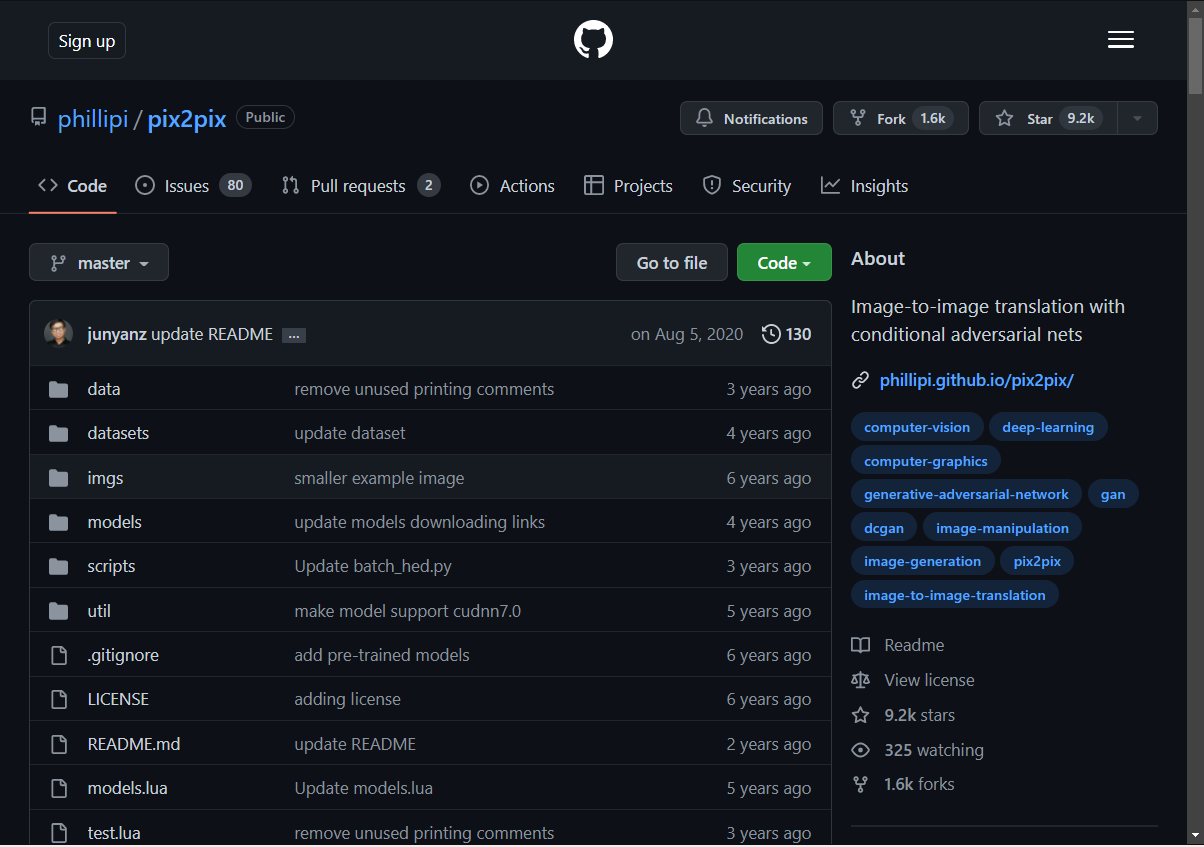 Sign up
phillipi / pix2pix Public
Notifications Fork 1.6k Star 9.2k
Code Issues 80 Pull requests 2 Actions Projects Security Insights
master Go to file Code
junyanz update README ... on Aug 5, 2020 130
data remove unused printing comments 3 years ago
datasets update dataset 4 years ago
imgs smaller example image 6 years ago
models update models downloading links 4 years ago
scripts Update batch_hed.py 3 years ago
util make model support cudnn7.0 5 years ago
.gitignore add pre-trained models 6 years ago
LICENSE adding license 6 years ago
README.md update README 2 years ago
models.lua Update models.lua 5 years ago
test.lua remove unused printing comments 3 years ago
About
Image-to-image translation with
conditional adversarial nets
phillipi.github.io/pix2pix/
computer-vision deep-learning
computer-graphics
generative-adversarial-network gan
dcgan image-manipulation
image-generation pix2pix
image-to-image-translation
Readme
View license
9.2k stars
325 watching
1.6k forks